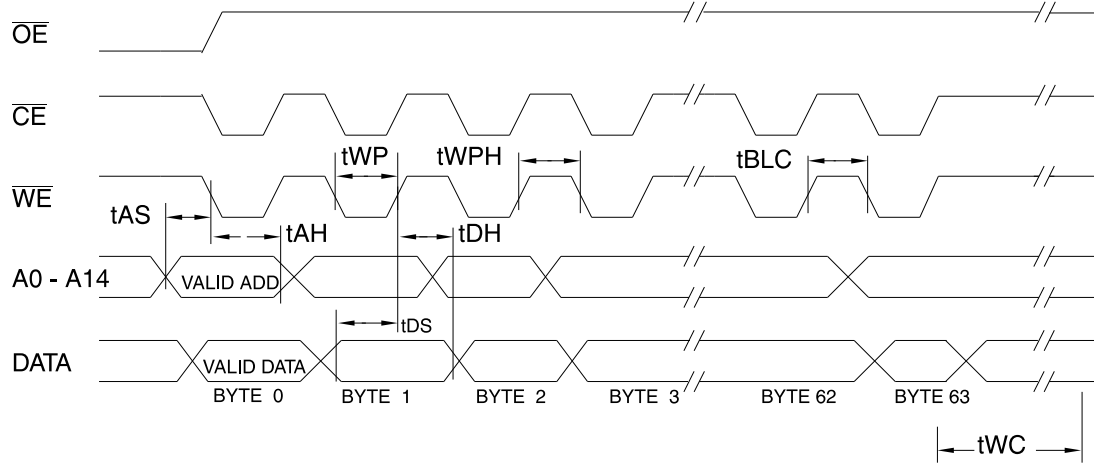 OE
CE
tWP tWPH tBLC
WE
tAS
tAH tDH
A0 - A14 VALID ADD
tDS
DATA VALID DATA
BYTE 0 BYTE 1 BYTE 2 BYTE 3 BYTE 62 BYTE 63
tWC